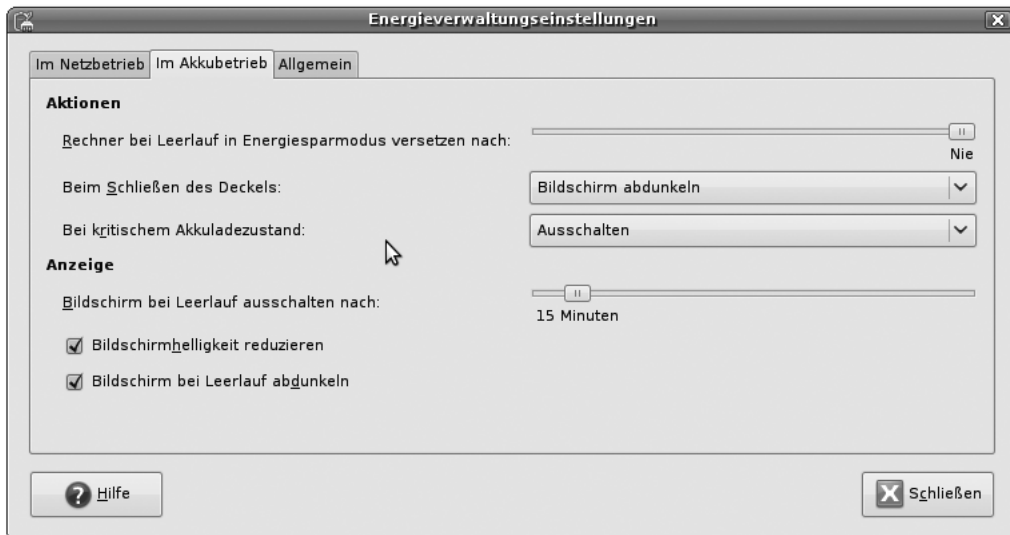 Energieverwaltungseinstellungen
Im Netzbetrieb Im Akkubetrieb Allgemein
Aktionen
Rechner bei Leerlauf in Energiesparmodus versetzen nach:
Nie
Beim Schließen des Deckels: Bildschirm abdunkeln
Bei kritischem Akkuladezustand: Ausschalten
Anzeige
Bildschirm bei Leerlauf ausschalten nach:
15 Minuten
Bildschirmhelligkeit reduzieren
Bildschirm bei Leerlauf abdunkeln
Hilfe Schließen